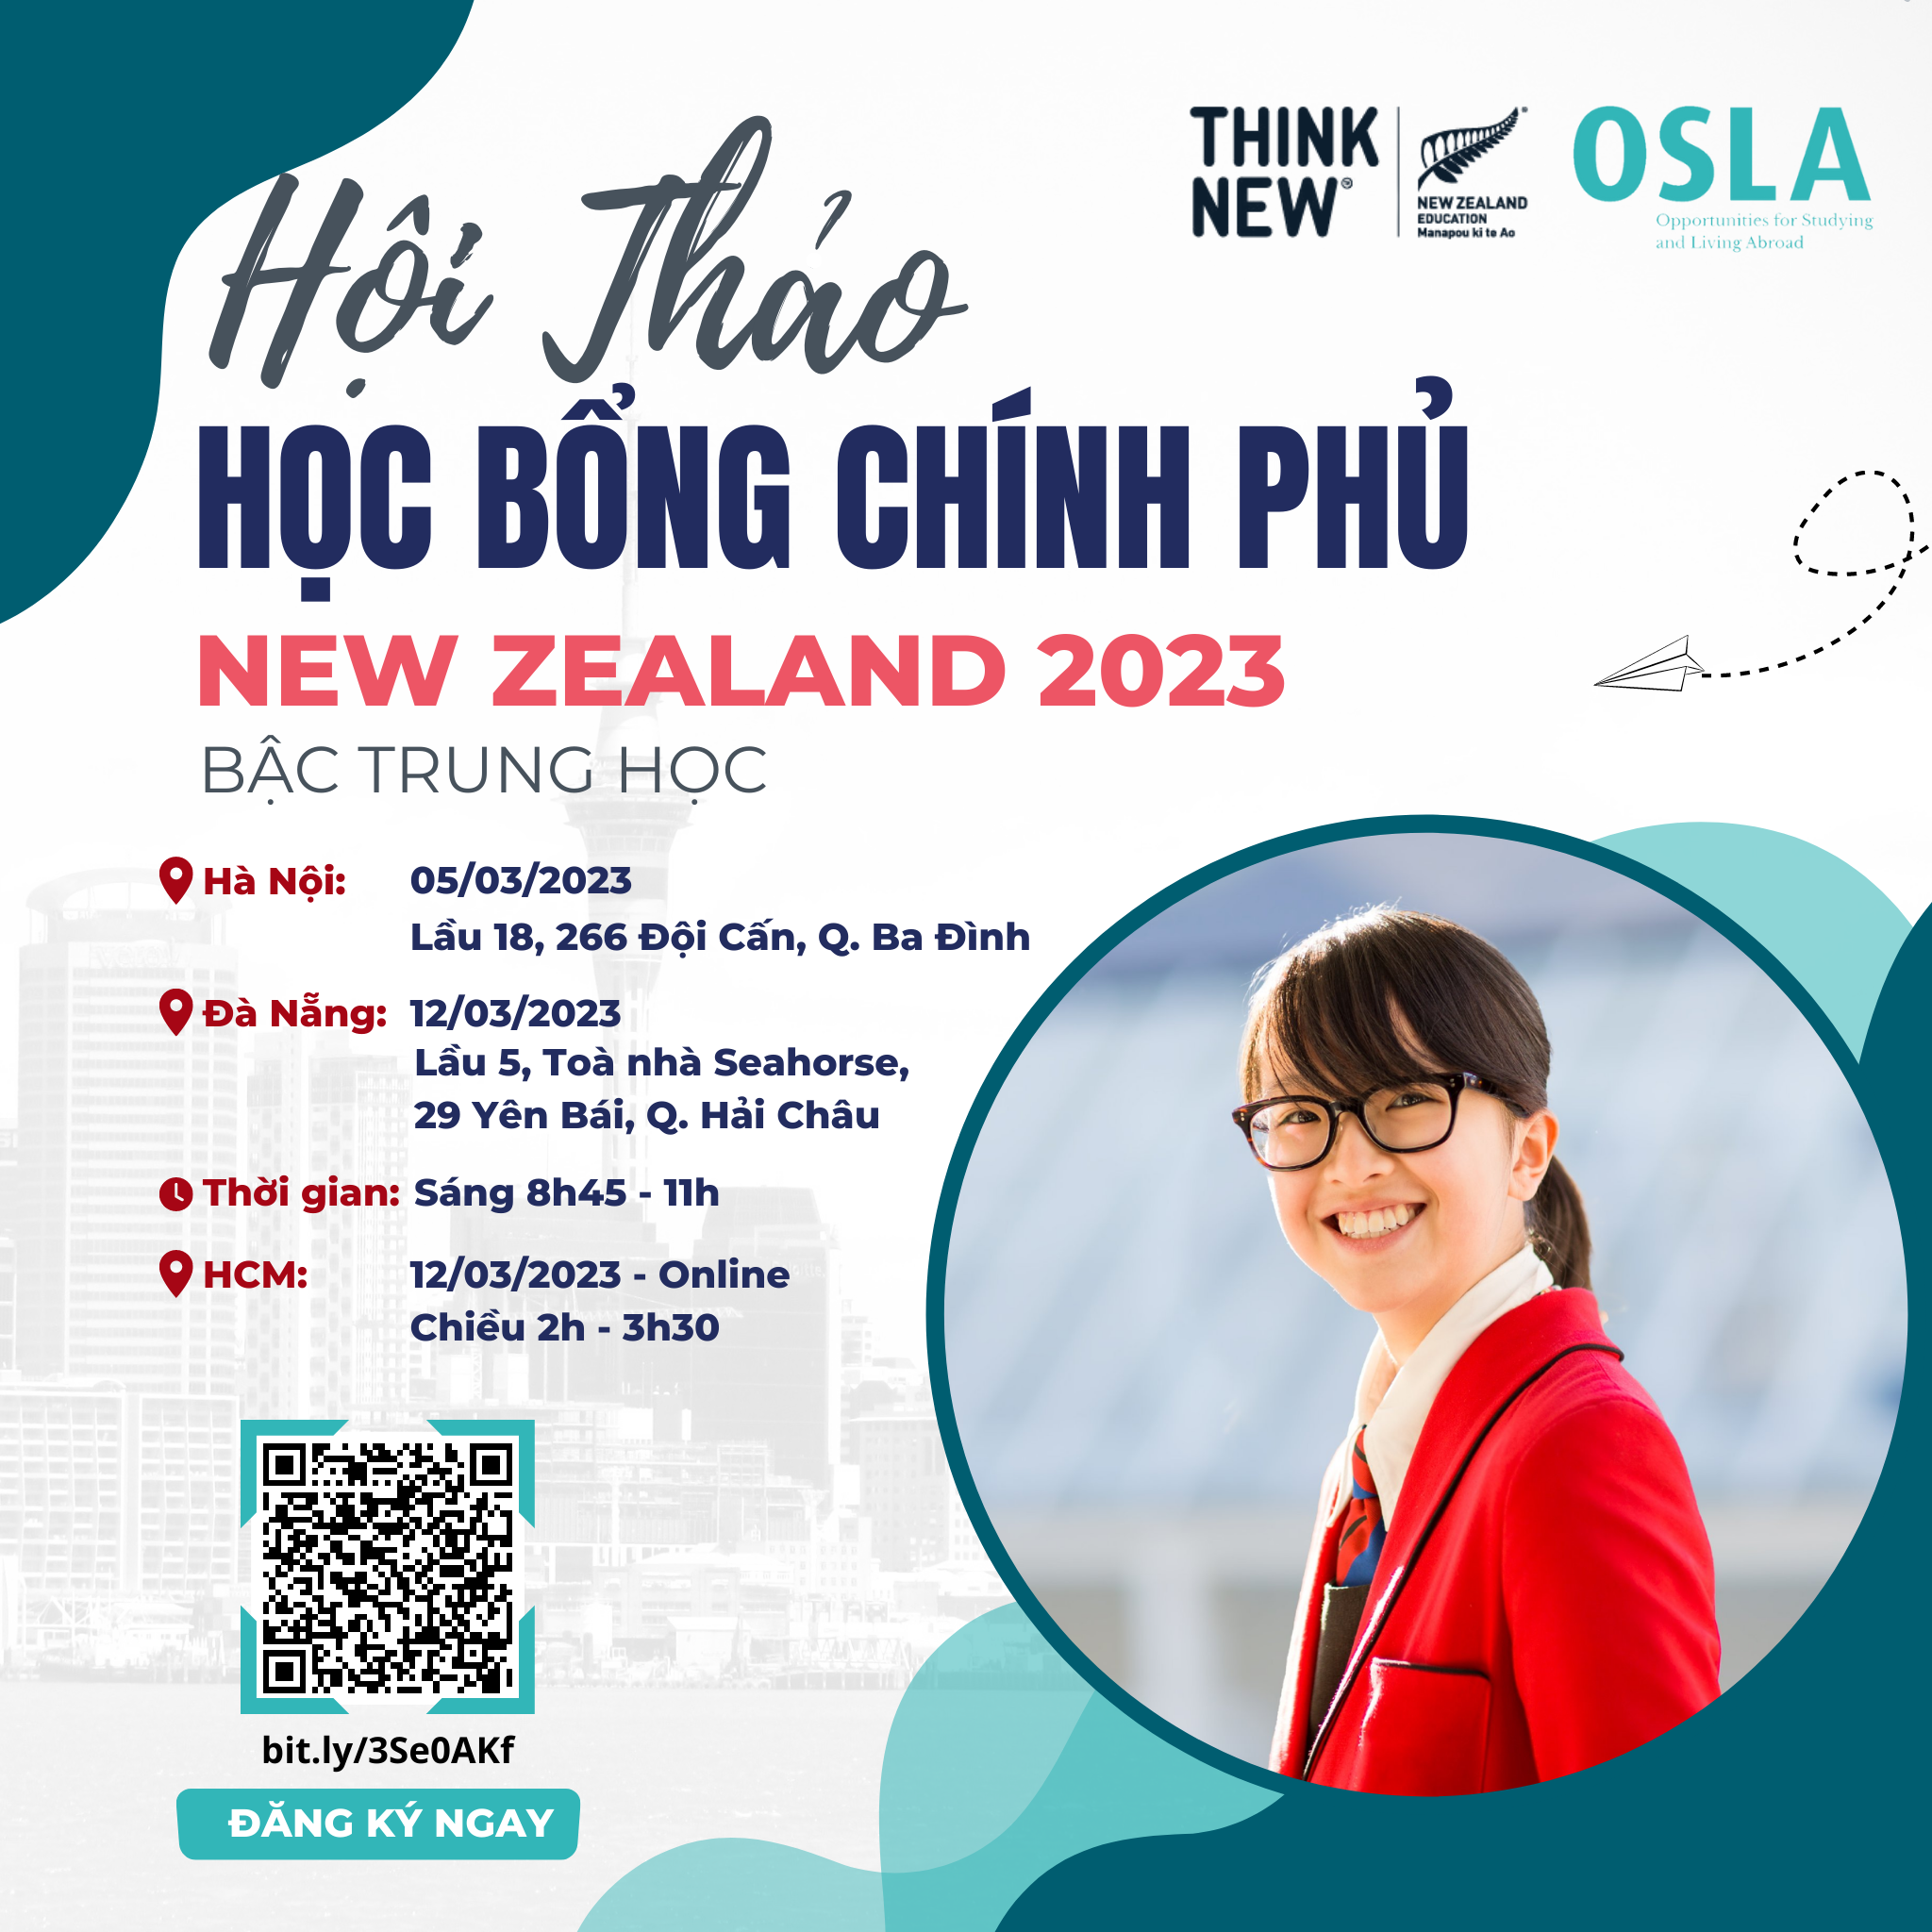 THINK
NEW
NEW ZEALAND
EDUCATION
Manapou ki te Ao
OSLA
Opportunities for Studying
and Living Abroad
Hội Thảo
HỌC BỔNG CHÍNH PHỦ
NEW ZEALAND 2023
BẬC TRUNG HỌC
Hà Nội: 05/03/2023
Lầu 18, 266 Đội Cấn, Q. Ba Đình
Đà Nẵng: 12/03/2023
Lầu 5, Toà nhà Seahorse,
29 Yên Bái, Q. Hải Châu
Thời gian: Sáng 8h45 - 11h
HCM: 12/03/2023 - Online
Chiều 2h - 3h30
bit.ly/3Se0AKf
ĐĂNG KÝ NGAY